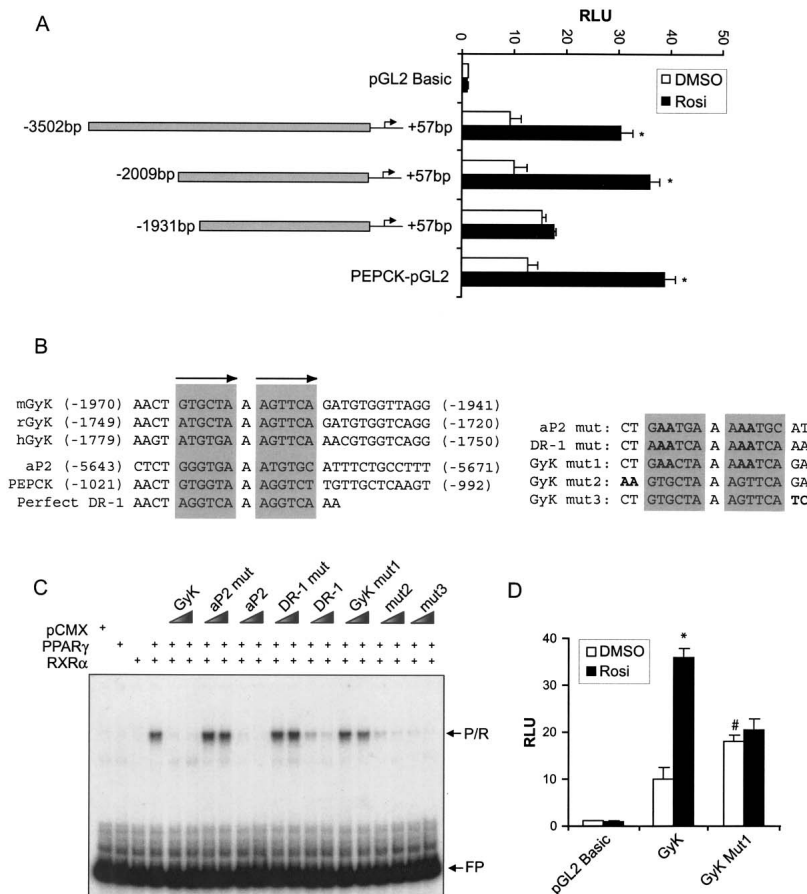 A
RLU
0 10 20 30 40 50
DMSO
Rosi
pGL2 Basic
-3502bp +57bp *
-2009bp +57bp *
-1931bp +57bp
PEPCK-pGL2 *
B
mGyK (-1970) AACT GTGCTA A AGTTCA GATGTGGTTAGG (-1941)
rGyK (-1749) AACT ATGCTA A AGTTCA GATGTGGTCAGG (-1720)
hGyK (-1779) AAGT ATGTGA A AGTTCA AACGTGGTCAGG (-1750)
aP2 (-5643) CTCT GGGTGA A ATGTGC ATTTCTGCCTTT (-5671)
PEPCK (-1021) AACT GTGGTA A AGGTCT TGTTGCTCAAGT (-992)
Perfect DR-1 AACT AGGTCA A AGGTCA AA
aP2 mut: CT GAATGA A AAATGC AT
DR-1 mut: CT AAATCA A AAATCA AA
GyK mut1: CT GAACTA A AAATCA GA
GyK mut2: AA GTGCTA A AGTTCA GA
GyK mut3: CT GTGCTA A AGTTCA TC
C
GyK aP2 mut aP2 DR-1 mut DR-1 GyK mut1 mut2 mut3
pCMX +
PPARγ + + + + + + + + + + + + + + + + + +
RXRα + + + + + + + + + + + + + + + + + +
P/R
FP
D
DMSO
Rosi
RLU
40
30
20
10
0
*
#
pGL2 Basic
GyK
GyK Mut1